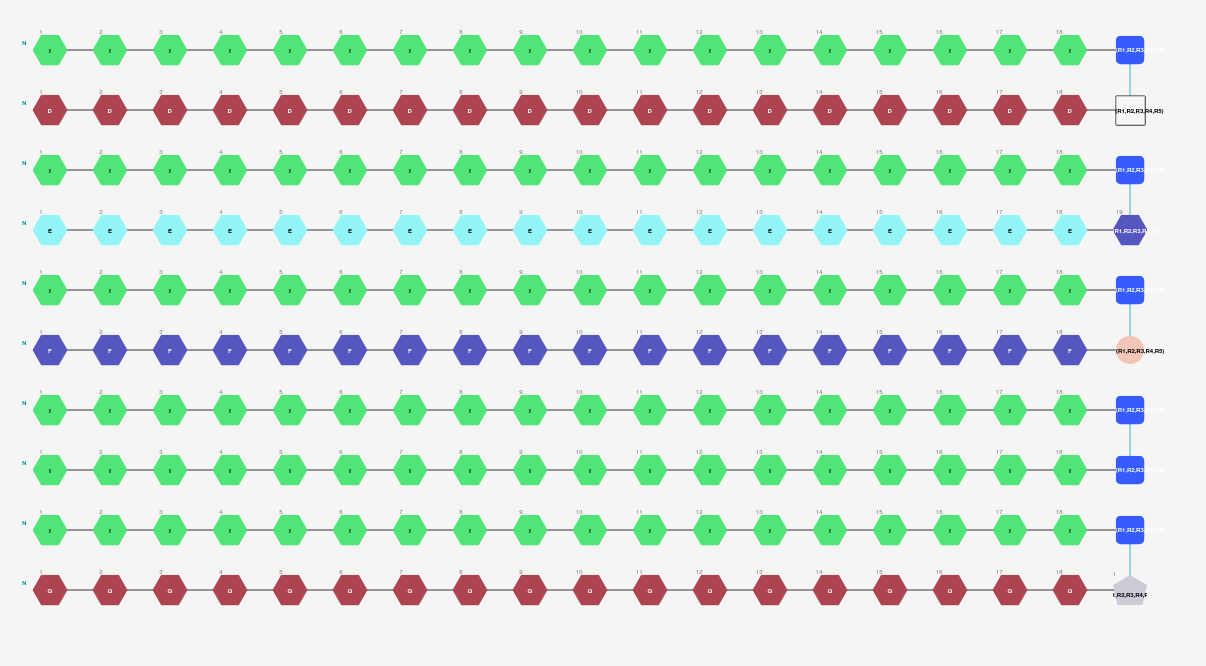 1 2 3 4 5 6 7 8 9 10 11 12 13 14 15 16 17 18
N I I I I I I I I I I I I I I I I I I (R1,R2,R3,R4,R5)
1 2 3 4 5 6 7 8 9 10 11 12 13 14 15 16 17 18
N D D D D D D D D D D D D D D D D D D (R1,R2,R3,R4,R5)
1 2 3 4 5 6 7 8 9 10 11 12 13 14 15 16 17 18
N I I I I I I I I I I I I I I I I I I (R1,R2,R3,R4,R5)
1 2 3 4 5 6 7 8 9 10 11 12 13 14 15 16 17 18 19
N E E E E E E E E E E E E E E E E E E R1,R2,R3,R
1 2 3 4 5 6 7 8 9 10 11 12 13 14 15 16 17 18
N I I I I I I I I I I I I I I I I I I (R1,R2,R3,R4,R5)
1 2 3 4 5 6 7 8 9 10 11 12 13 14 15 16 17 18
N F F F F F F F F F F F F F F F F F F (R1,R2,R3,R4,R5)
1 2 3 4 5 6 7 8 9 10 11 12 13 14 15 16 17 18
N I I I I I I I I I I I I I I I I I I (R1,R2,R3,R4,R5)
1 2 3 4 5 6 7 8 9 10 11 12 13 14 15 16 17 18
N I I I I I I I I I I I I I I I I I I (R1,R2,R3,R4,R5)
1 2 3 4 5 6 7 8 9 10 11 12 13 14 15 16 17 18
N I I I I I I I I I I I I I I I I I I (R1,R2,R3,R4,R5)
1 2 3 4 5 6 7 8 9 10 11 12 13 14 15 16 17 18 1
N Q Q Q Q Q Q Q Q Q Q Q Q Q Q Q Q Q Q ,R2,R3,R4,